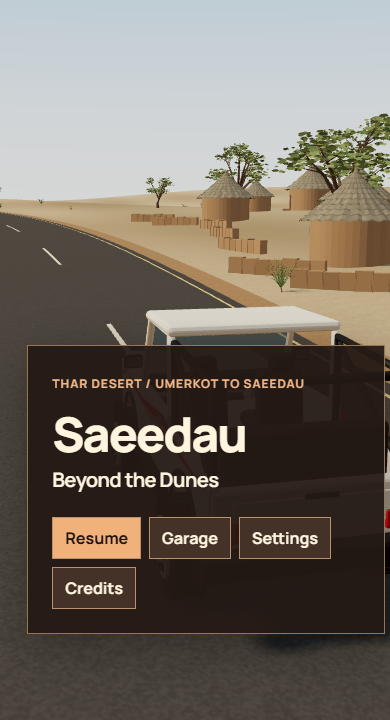 THAR DESERT / UMERKOT TO SAEEDAU
Saeedau
Beyond the Dunes
Resume
Garage
Settings
Credits